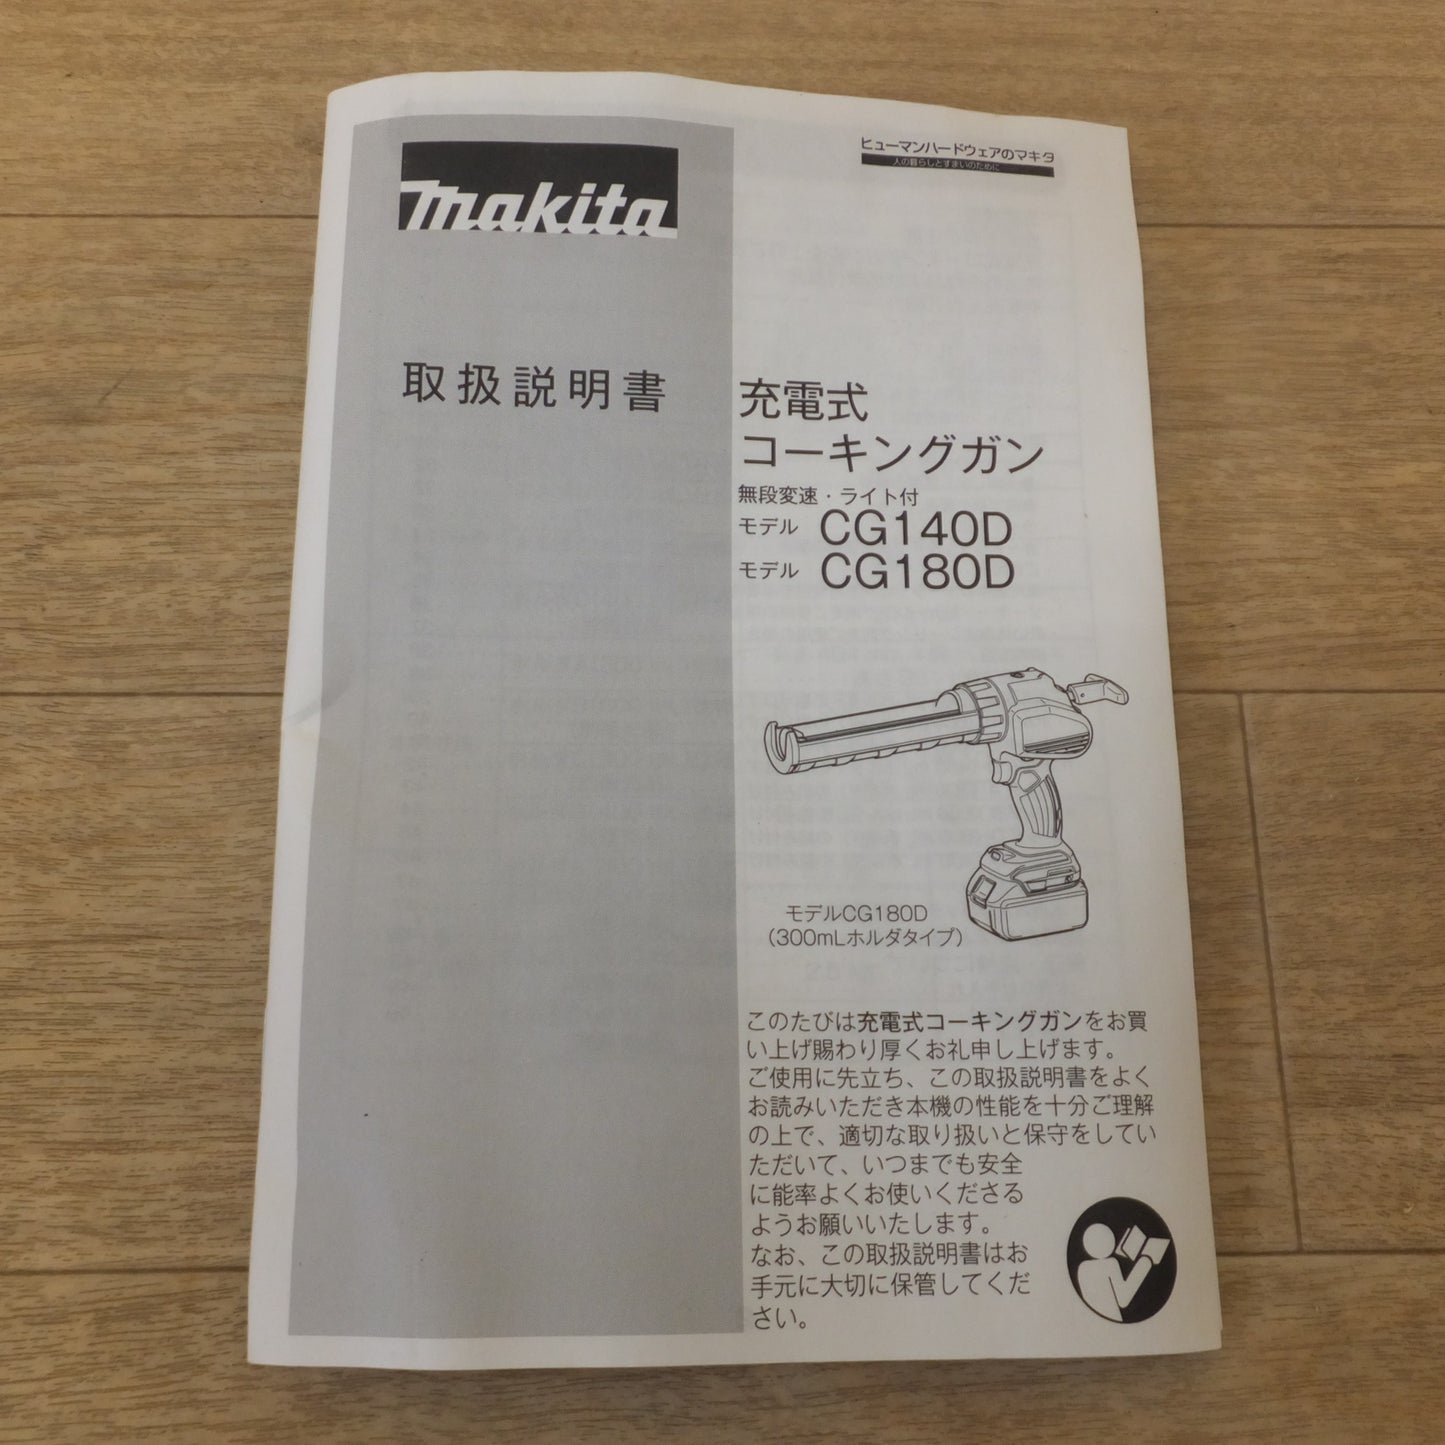 makita
ヒューマンハードウェアのマキタ
人の暮らしとすまいのために
取扱説明書
充電式
コーキングガン
無段変速・ライト付
モデル CG140D
モデル CG180D
モデルCG180D
（300mLホルダタイプ）
このたびは充電式コーキングガンをお買
い上げ賜わり厚くお礼申し上げます。
ご使用に先立ち、この取扱説明書をよく
お読みいただき本機の性能を十分ご理解
の上で、適切な取り扱いと保守をしてい
ただいて、いつまでも安全
に能率よくお使いくださる
ようお願いいたします。
なお、この取扱説明書はお
手元に大切に保管してくだ
さい。